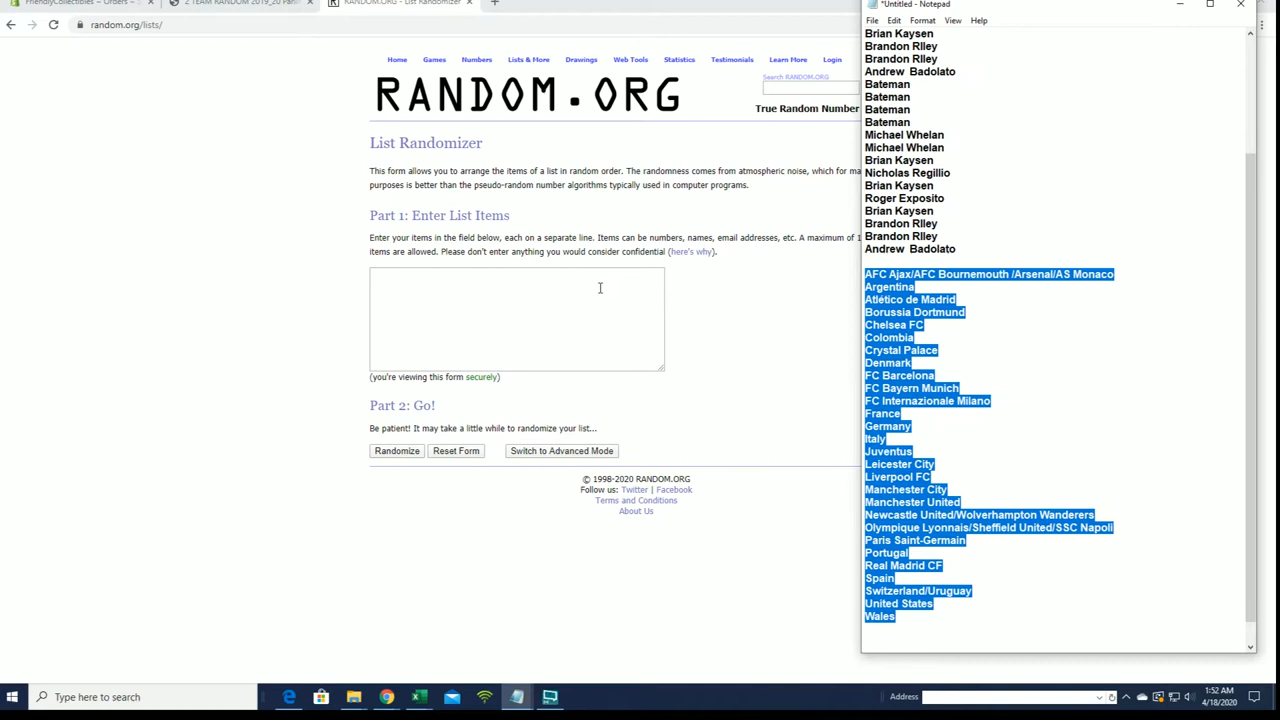 FriendlyCollectibles – Orders –
2 TEAM RANDOM 2019_20 Panini
RANDOM.ORG - List Randomizer
random.org/lists/
*Untitled - Notepad
File Edit Format View Help
Home Games Numbers Lists & More Drawings Web Tools Statistics Testimonials Learn More Login
Search RANDOM.ORG
RANDOM.ORG
True Random Number
List Randomizer
This form allows you to arrange the items of a list in random order. The randomness comes from atmospheric noise, which for ma
purposes is better than the pseudo-random number algorithms typically used in computer programs.
Part 1: Enter List Items
Enter your items in the field below, each on a separate line. Items can be numbers, names, email addresses, etc. A maximum of 1
items are allowed. Please don't enter anything you would consider confidential (here's why).
(you're viewing this form securely)
Part 2: Go!
Be patient! It may take a little while to randomize your list...
Randomize Reset Form Switch to Advanced Mode
© 1998-2020 RANDOM.ORG
Follow us: Twitter | Facebook
Terms and Conditions
About Us
Brian Kaysen
Brandon RIley
Brandon RIley
Andrew  Badolato
Bateman
Bateman
Bateman
Bateman
Michael Whelan
Michael Whelan
Brian Kaysen
Nicholas Regillio
Brian Kaysen
Roger Exposito
Brian Kaysen
Brandon RIley
Brandon RIley
Andrew  Badolato
AFC Ajax/AFC Bournemouth /Arsenal/AS Monaco
Argentina
Atlético de Madrid
Borussia Dortmund
Chelsea FC
Colombia
Crystal Palace
Denmark
FC Barcelona
FC Bayern Munich
FC Internazionale Milano
France
Germany
Italy
Juventus
Leicester City
Liverpool FC
Manchester City
Manchester United
Newcastle United/Wolverhampton Wanderers
Olympique Lyonnais/Sheffield United/SSC Napoli
Paris Saint-Germain
Portugal
Real Madrid CF
Spain
Switzerland/Uruguay
United States
Wales
Type here to search
Address
1:52 AM
4/18/2020